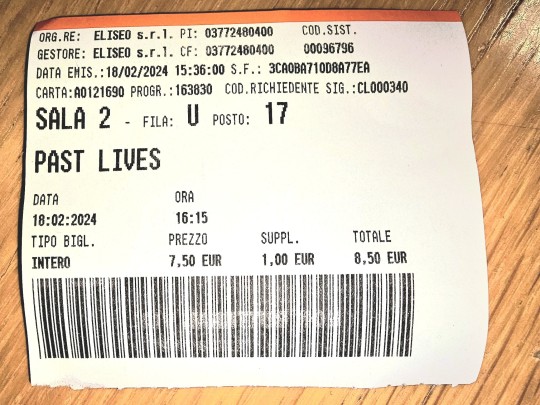 ORG.RE: ELISEO s.r.l. PI: 03772480400 COD.SIST.
GESTORE: ELISEO s.r.l. CF: 03772480400 00096796
DATA EMIS.:18/02/2024 15:36:00 S.F.: 3CA0BA710D8A77EA
CARTA:A0121690 PROGR.:163830 COD.RICHIEDENTE SIG.:CL000340
SALA 2 - FILA: U POSTO: 17
PAST LIVES
DATA ORA
18:02:2024 16:15
TIPO BIGL. PREZZO SUPPL. TOTALE
INTERO 7,50 EUR 1,00 EUR 8,50 EUR